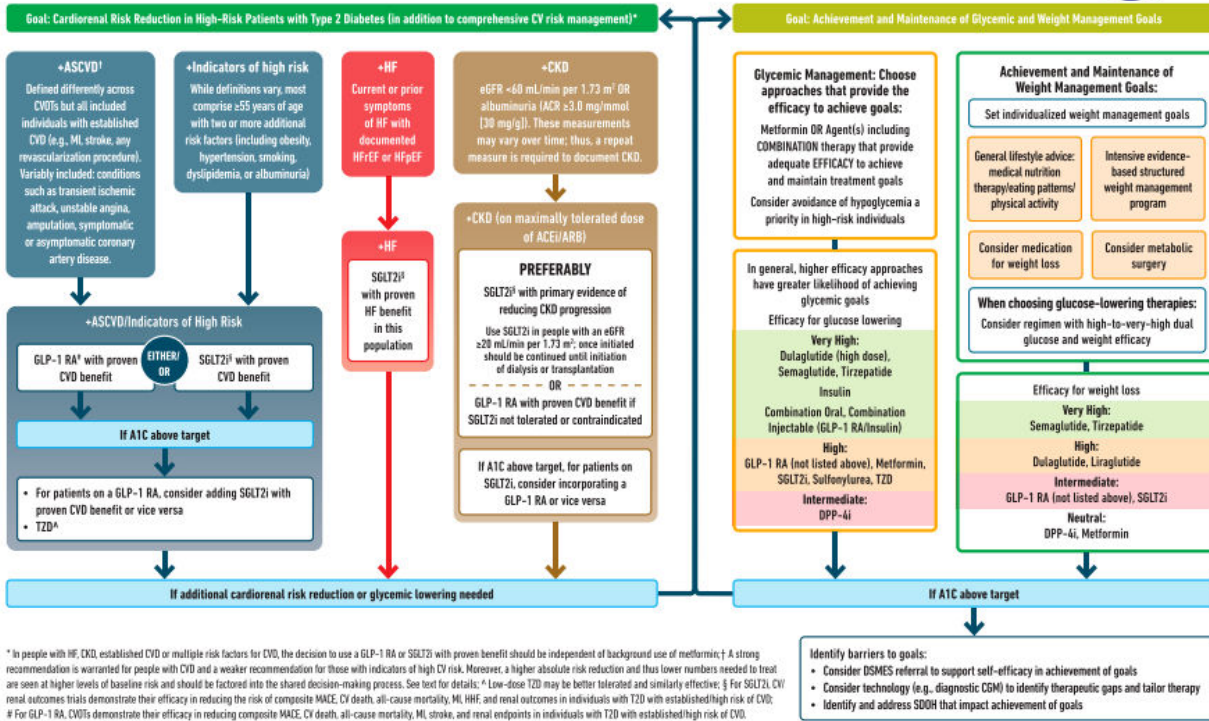 Goal: Cardiorenal Risk Reduction in High-Risk Patients with Type 2 Diabetes (in addition to comprehensive CV risk management)*
+ASCVD†
Defined differently across
CVOTs but all included
individuals with established
CVD (e.g., MI, stroke, any
revascularization procedure).
Variably included: conditions
such as transient ischemic
attack, unstable angina,
amputation, symptomatic
or asymptomatic coronary
artery disease.
+Indicators of high risk
While definitions vary, most
comprise ≥55 years of age
with two or more additional
risk factors (including obesity,
hypertension, smoking,
dyslipidemia, or albuminuria)
+HF
Current or prior
symptoms
of HF with
documented
HFrEF or HFpEF
+CKD
eGFR <60 mL/min per 1.73 m² OR
albuminuria (ACR ≥3.0 mg/mmol
[30 mg/g]). These measurements
may vary over time; thus, a repeat
measure is required to document CKD.
+ASCVD/Indicators of High Risk
GLP-1 RA# with proven
CVD benefit
EITHER/
OR
SGLT2i§ with proven
CVD benefit
If A1C above target
• For patients on a GLP-1 RA, consider adding SGLT2i with
proven CVD benefit or vice versa
• TZD^
+HF
SGLT2i§
with proven
HF benefit
in this
population
+CKD (on maximally tolerated dose
of ACEi/ARB)
PREFERABLY
SGLT2i§ with primary evidence of
reducing CKD progression
Use SGLT2i in people with an eGFR
≥20 mL/min per 1.73 m²; once initiated
should be continued until initiation
of dialysis or transplantation
OR
GLP-1 RA with proven CVD benefit if
SGLT2i not tolerated or contraindicated
If A1C above target, for patients on
SGLT2i, consider incorporating a
GLP-1 RA or vice versa
If additional cardiorenal risk reduction or glycemic lowering needed
Goal: Achievement and Maintenance of Glycemic and Weight Management Goals
Glycemic Management: Choose
approaches that provide the
efficacy to achieve goals:
Metformin OR Agent(s) including
COMBINATION therapy that provide
adequate EFFICACY to achieve
and maintain treatment goals
Consider avoidance of hypoglycemia a
priority in high-risk individuals
In general, higher efficacy approaches
have greater likelihood of achieving
glycemic goals
Efficacy for glucose lowering
Very High:
Dulaglutide (high dose),
Semaglutide, Tirzepatide
Insulin
Combination Oral, Combination
Injectable (GLP-1 RA/Insulin)
High:
GLP-1 RA (not listed above), Metformin,
SGLT2i, Sulfonylurea, TZD
Intermediate:
DPP-4i
Achievement and Maintenance of
Weight Management Goals:
Set individualized weight management goals
General lifestyle advice:
medical nutrition
therapy/eating patterns/
physical activity
Intensive evidence-
based structured
weight management
program
Consider medication
for weight loss
Consider metabolic
surgery
When choosing glucose-lowering therapies:
Consider regimen with high-to-very-high dual
glucose and weight efficacy
Efficacy for weight loss
Very High:
Semaglutide, Tirzepatide
High:
Dulaglutide, Liraglutide
Intermediate:
GLP-1 RA (not listed above), SGLT2i
Neutral:
DPP-4i, Metformin
If A1C above target
Identify barriers to goals:
• Consider DSMES referral to support self-efficacy in achievement of goals
• Consider technology (e.g., diagnostic CGM) to identify therapeutic gaps and tailor therapy
• Identify and address SDOH that impact achievement of goals
* In people with HF, CKD, established CVD or multiple risk factors for CVD, the decision to use a GLP-1 RA or SGLT2i with proven benefit should be independent of background use of metformin; † A strong
recommendation is warranted for people with CVD and a weaker recommendation for those with indicators of high CV risk. Moreover, a higher absolute risk reduction and thus lower numbers needed to treat
are seen at higher levels of baseline risk and should be factored into the shared decision-making process. See text for details; ^ Low-dose TZD may be better tolerated and similarly effective; § For SGLT2i, CV/
renal outcomes trials demonstrate their efficacy in reducing the risk of composite MACE, CV death, all-cause mortality, MI, HHF, and renal outcomes in individuals with T2D with established/high risk of CVD;
# For GLP-1 RA, CVOTs demonstrate their efficacy in reducing composite MACE, CV death, all-cause mortality, MI, stroke, and renal endpoints in individuals with T2D with established/high risk of CVD.